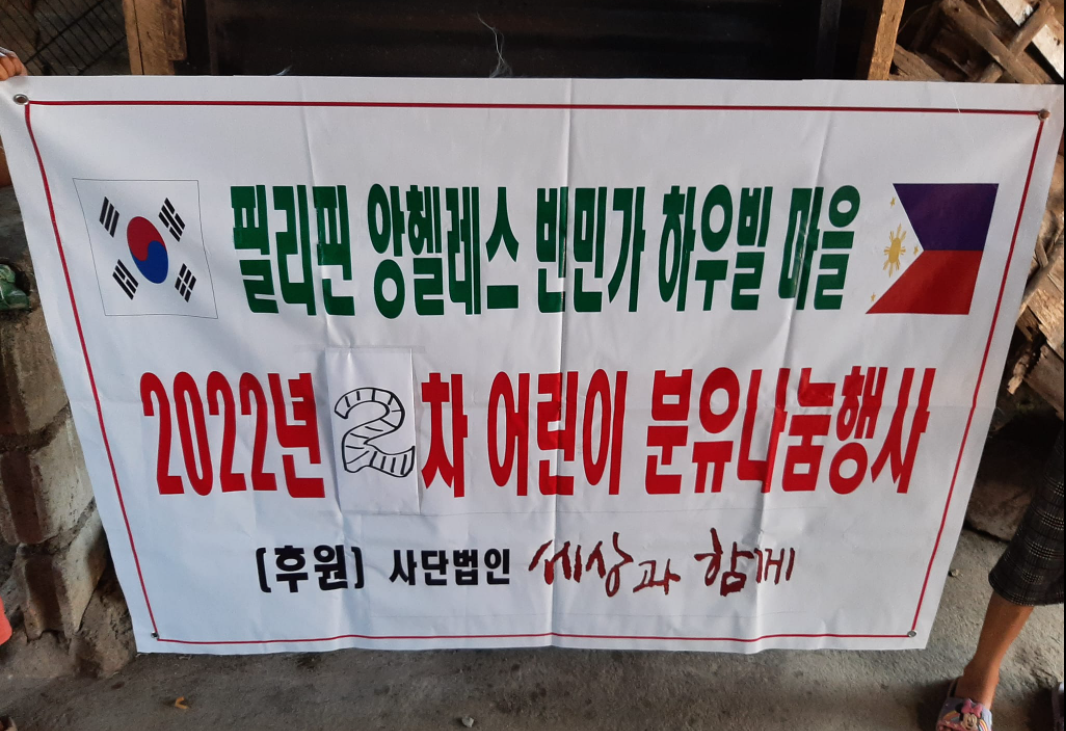 필리핀 앙헬레스 빈민가 하우빌 마을
2022년 2차 어린이 분유나눔행사
(후원) 사단법인 세상과 함께